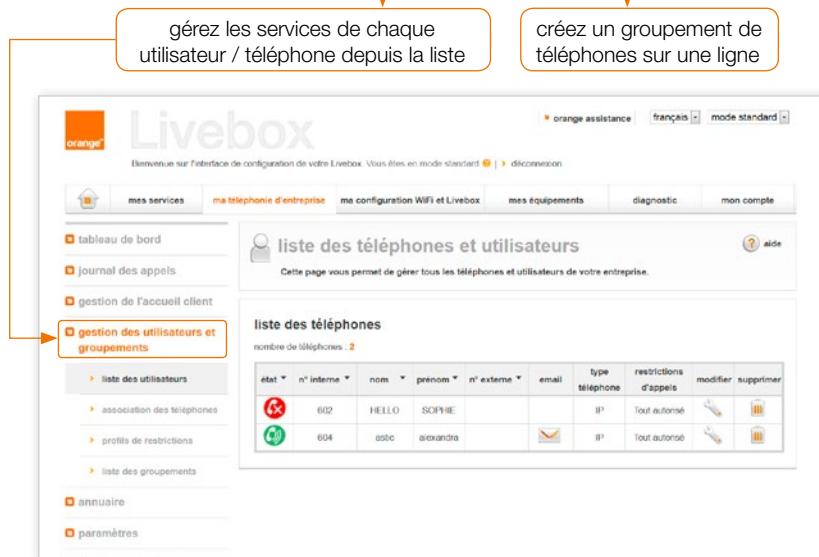 gérez les services de chaque
utilisateur / téléphone depuis la liste
créez un groupement de
téléphones sur une ligne
orange™
Livebox
orange assistance
français
mode standard
Bienvenue sur l'interface de configuration de votre Livebox. Vous êtes en mode standard | déconnexion
mes services
ma téléphonie d'entreprise
ma configuration WiFi et Livebox
mes équipements
diagnostic
mon compte
tableau de bord
journal des appels
gestion de l'accueil client
gestion des utilisateurs et
groupements
liste des utilisateurs
association des téléphones
profils de restrictions
liste des groupements
annuaire
paramètres
liste des téléphones et utilisateurs
? aide
Cette page vous permet de gérer tous les téléphones et utilisateurs de votre entreprise.
liste des téléphones
nombre de téléphones : 2
état n° interne nom prénom n° externe email type téléphone restrictions d'appels modifier supprimer
602 HELLO SOPHIE IP Tout autorisé
604 asbc alexandra IP Tout autorisé